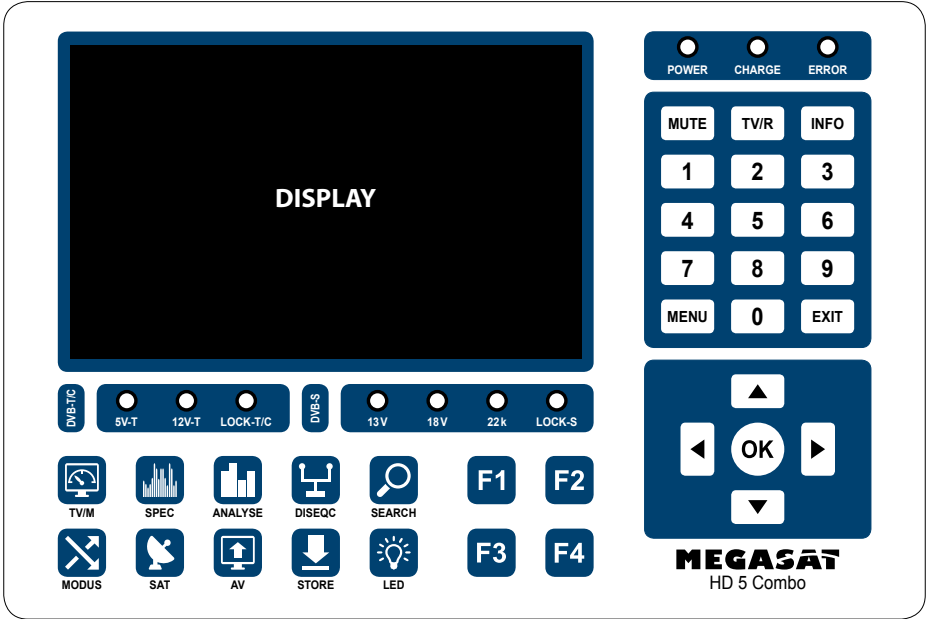 DISPLAY
POWER CHARGE ERROR
MUTE TV/R INFO
1 2 3
4 5 6
7 8 9
MENU 0 EXIT
DVB-T/C
5V-T 12V-T LOCK-T/C
DVB-S
13V 18V 22k LOCK-S
OK
TV/M SPEC ANALYSE DISEQC SEARCH
F1 F2
MODUS SAT AV STORE LED
F3 F4
MEGASAT
HD 5 Combo